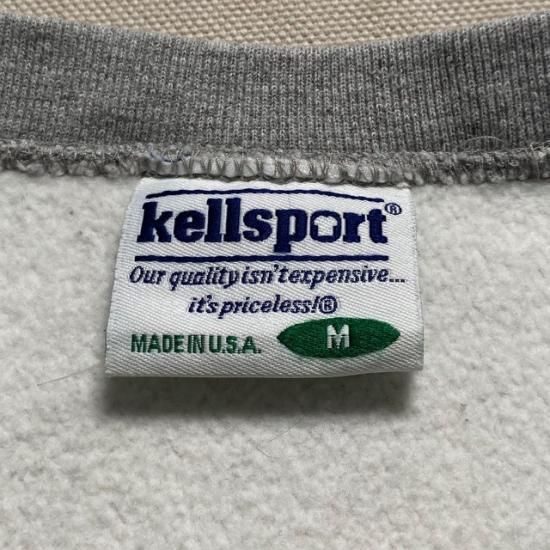 kellsport®
Our quality isn't expensive...
it's priceless!®
MADE IN U.S.A. M